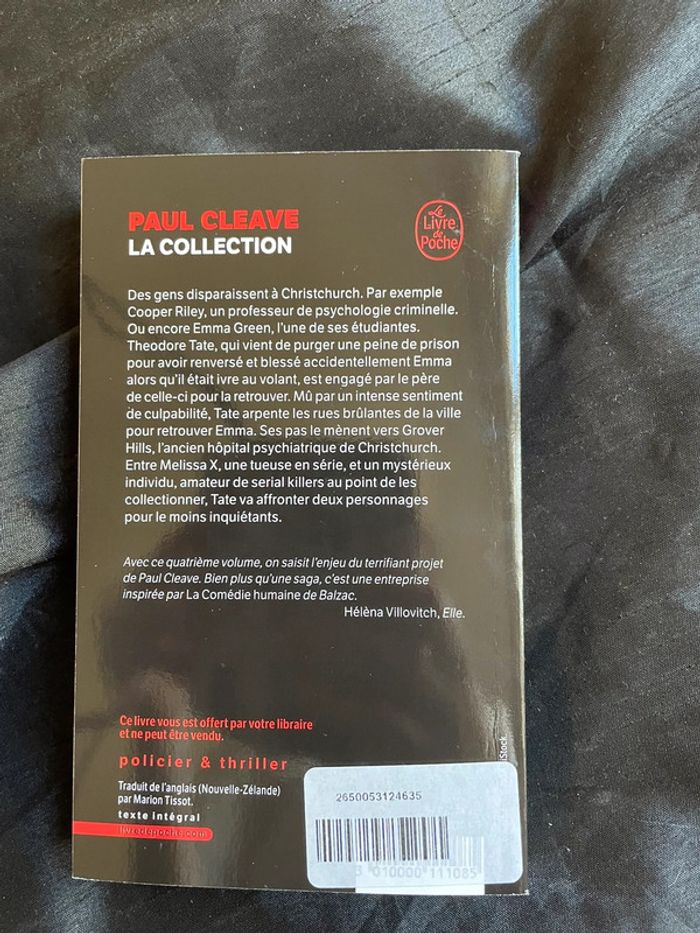 PAUL CLEAVE
LA COLLECTION
Le
Livre
de
Poche
Des gens disparaissent à Christchurch. Par exemple
Cooper Riley, un professeur de psychologie criminelle.
Ou encore Emma Green, l'une de ses étudiantes.
Theodore Tate, qui vient de purger une peine de prison
pour avoir renversé et blessé accidentellement Emma
alors qu'il était ivre au volant, est engagé par le père
de celle-ci pour la retrouver. Mû par un intense sentiment
de culpabilité, Tate arpente les rues brûlantes de la ville
pour retrouver Emma. Ses pas le mènent vers Grover
Hills, l'ancien hôpital psychiatrique de Christchurch.
Entre Melissa X, une tueuse en série, et un mystérieux
individu, amateur de serial killers au point de les
collectionner, Tate va affronter deux personnages
pour le moins inquiétants.
Avec ce quatrième volume, on saisit l'enjeu du terrifiant projet
de Paul Cleave. Bien plus qu'une saga, c'est une entreprise
inspirée par La Comédie humaine de Balzac.
Héléna Villovitch, Elle.
Ce livre vous est offert par votre libraire
et ne peut être vendu.
policier & thriller
Traduit de l'anglais (Nouvelle-Zélande)
par Marion Tissot.
texte intégral
livredepoche.com
iStock.
2650053124635
3 010000 111085